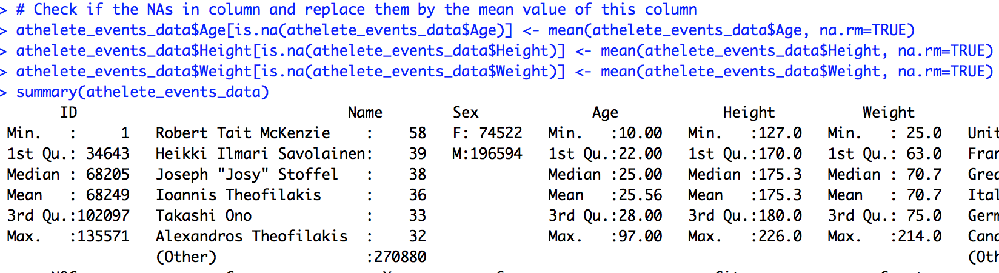 > # Check if the NAs in column and replace them by the mean value of this column
> athelete_events_data$Age[is.na(athelete_events_data$Age)] <- mean(athelete_events_data$Age, na.rm=TRUE)
> athelete_events_data$Height[is.na(athelete_events_data$Height)] <- mean(athelete_events_data$Height, na.rm=TRUE)
> athelete_events_data$Weight[is.na(athelete_events_data$Weight)] <- mean(athelete_events_data$Weight, na.rm=TRUE)
> summary(athelete_events_data)
ID Name Sex Age Height Weight
Min. : 1 Robert Tait McKenzie : 58 F: 74522 Min. :10.00 Min. :127.0 Min. : 25.0 Unit
1st Qu.: 34643 Heikki Ilmari Savolainen: 39 M:196594 1st Qu.:22.00 1st Qu.:170.0 1st Qu.: 63.0 Fran
Median : 68205 Joseph "Josy" Stoffel : 38 Median :25.00 Median :175.3 Median : 70.7 Grea
Mean : 68249 Ioannis Theofilakis : 36 Mean :25.56 Mean :175.3 Mean : 70.7 Ital
3rd Qu.:102097 Takashi Ono : 33 3rd Qu.:28.00 3rd Qu.:180.0 3rd Qu.: 75.0 Germ
Max. :135571 Alexandros Theofilakis : 32 Max. :97.00 Max. :226.0 Max. :214.0 Cana
(Other) :270880 (Oth